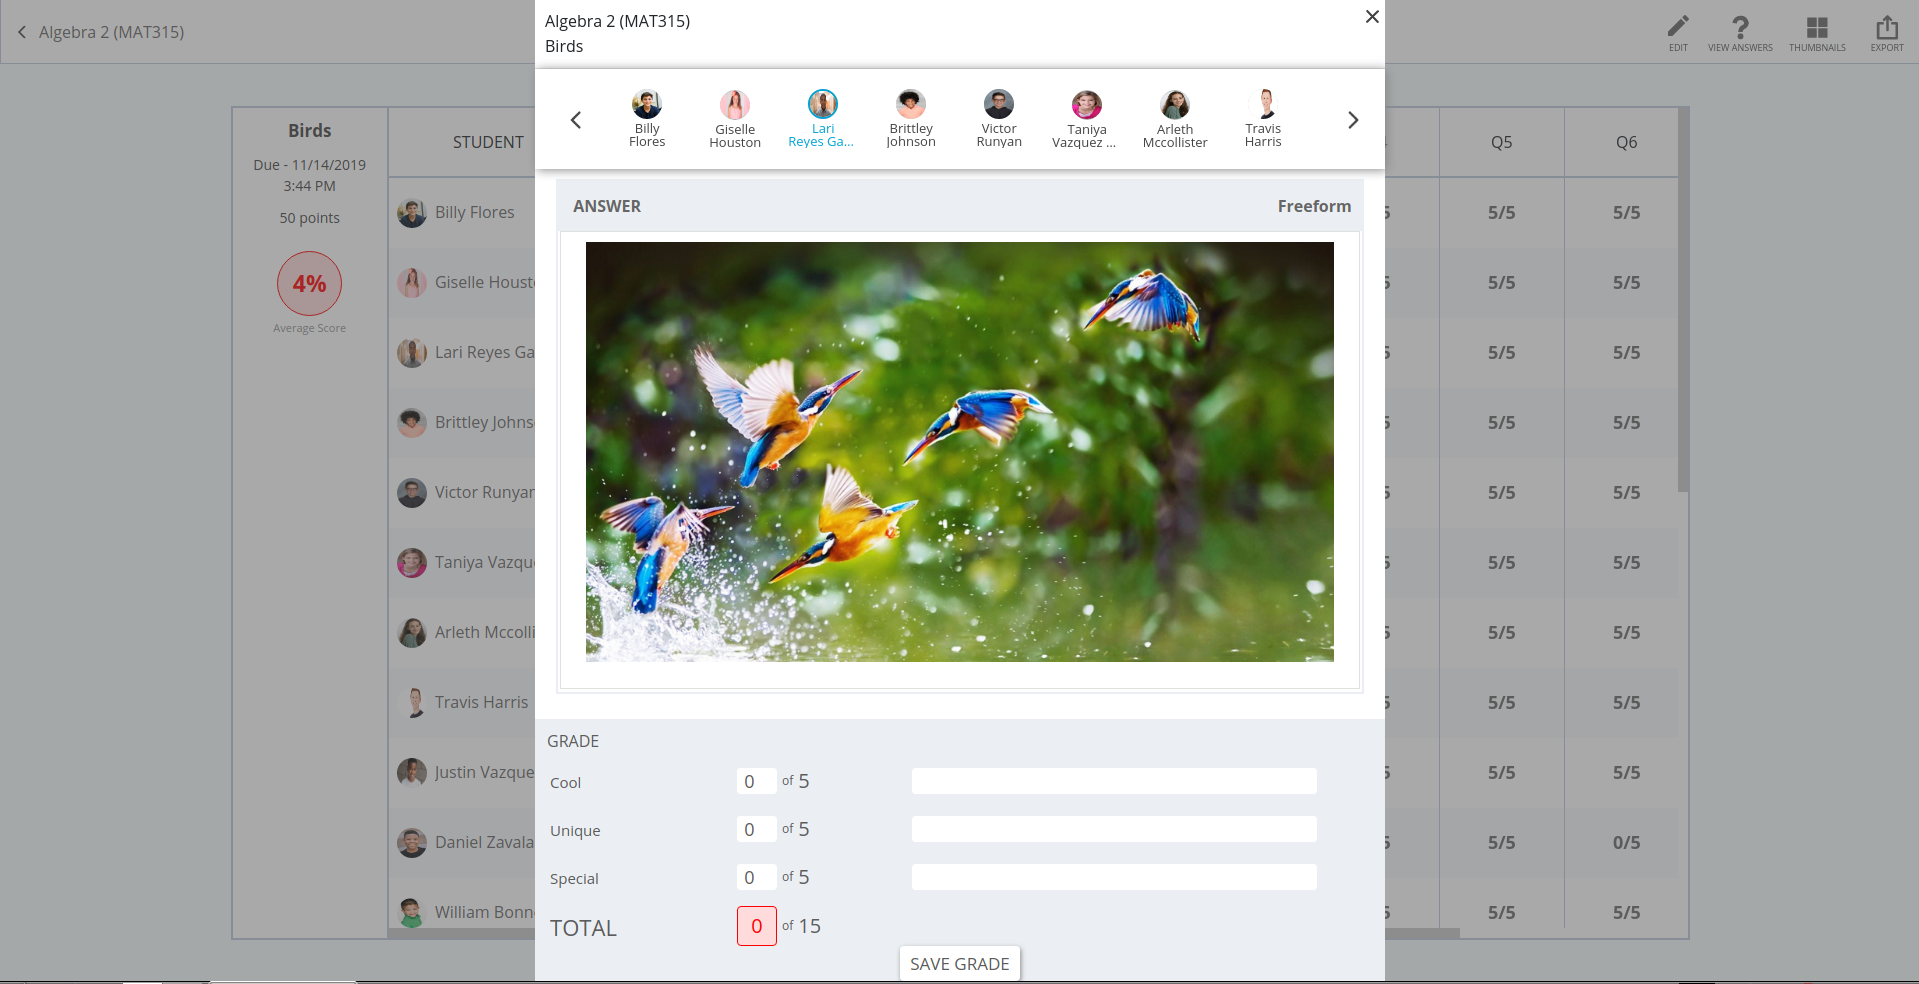 Algebra 2 (MAT315)
EDIT
VIEW ANSWERS
THUMBNAILS
EXPORT
Algebra 2 (MAT315)
Birds
Billy
Flores
Giselle
Houston
Lari
Reyes Ga...
Brittley
Johnson
Victor
Runyan
Taniya
Vazquez ...
Arleth
Mccollister
Travis
Harris
Birds
Due - 11/14/2019
3:44 PM
50 points
4%
Average Score
STUDENT
Q5
Q6
Billy Flores
5/5
5/5
Giselle Houst
5/5
5/5
Lari Reyes Ga
5/5
5/5
Brittley Johns
5/5
5/5
Victor Runyan
5/5
5/5
Taniya Vazqu
5/5
5/5
Arleth Mccolli
5/5
5/5
Travis Harris
5/5
5/5
Justin Vazque
5/5
5/5
Daniel Zavala
5/5
0/5
William Bonn
5/5
5/5
ANSWER
Freeform
GRADE
Cool
0 of 5
Unique
0 of 5
Special
0 of 5
TOTAL
0 of 15
SAVE GRADE